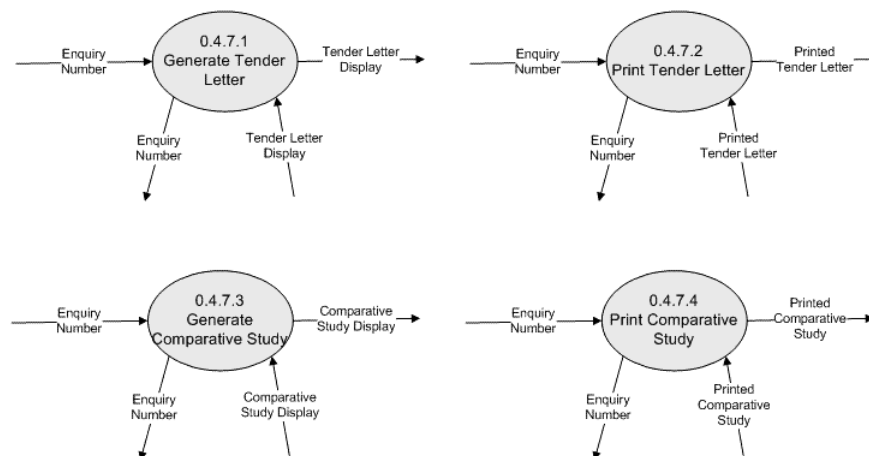 Enquiry
Number
0.4.7.1
Generate Tender
Letter
Tender Letter
Display
Enquiry
Number
Tender Letter
Display
Enquiry
Number
0.4.7.2
Print Tender Letter
Printed
Tender Letter
Enquiry
Number
Printed
Tender Letter
Enquiry
Number
0.4.7.3
Generate
Comparative Study
Comparative
Study Display
Enquiry
Number
Comparative
Study Display
Enquiry
Number
0.4.7.4
Print Comparative
Study
Printed
Comparative
Study
Enquiry
Number
Printed
Comparative
Study